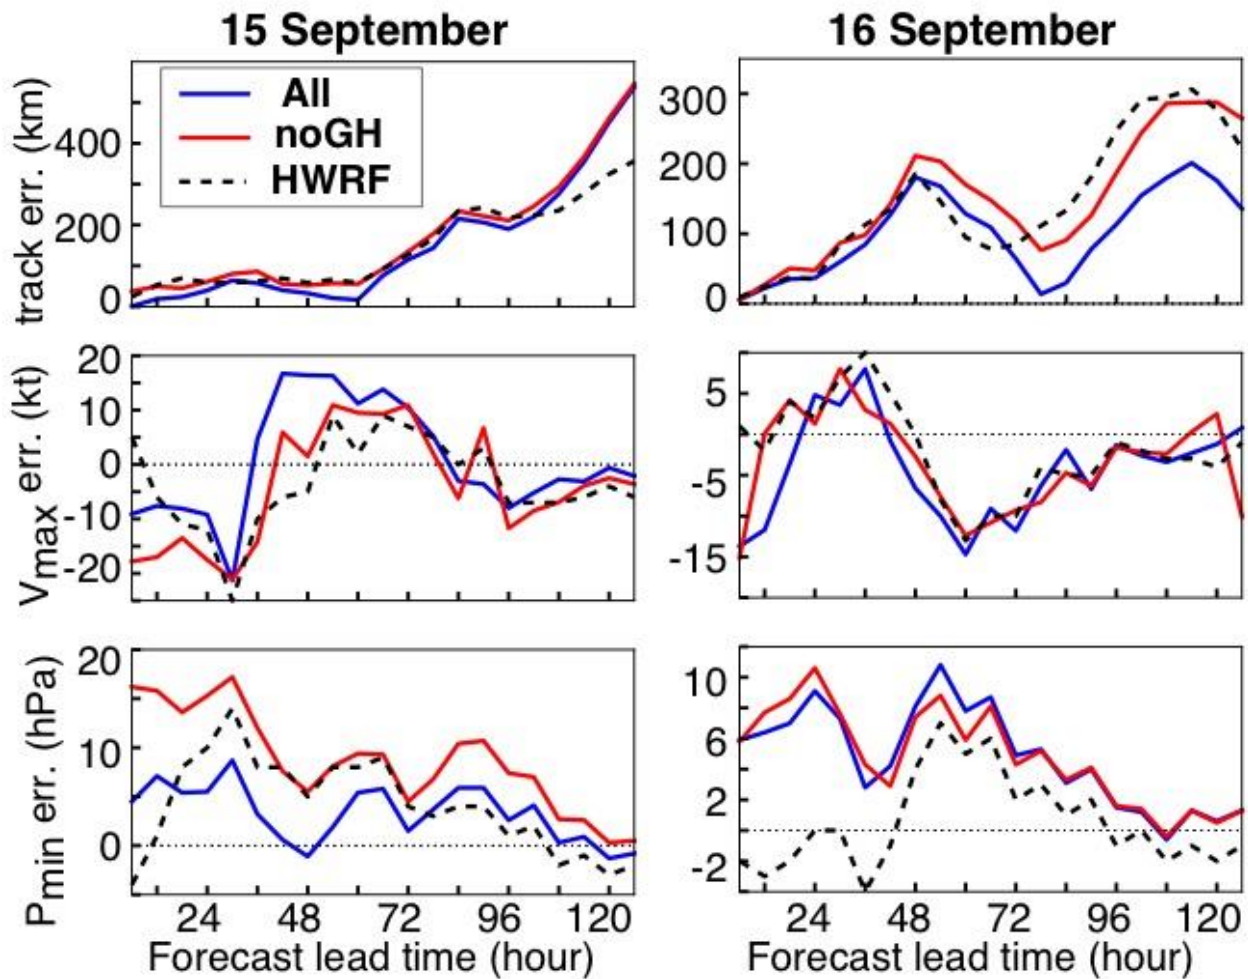 15 September
16 September
All
noGH
HWRF
track err. (km)
400
200
0
300
200
100
0
Vmax err. (kt)
20
10
0
-10
-20
5
-5
-15
Pmin err. (hPa)
20
10
0
10
6
2
-2
24 48 72 96 120
24 48 72 96 120
Forecast lead time (hour)
Forecast lead time (hour)